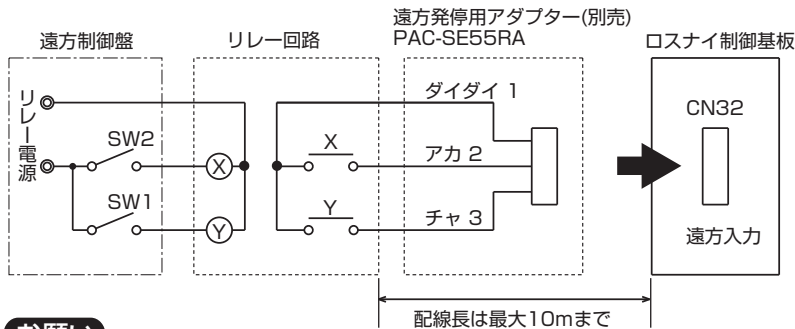 遠方発停用アダプター(別売)
遠方制御盤 リレー回路 PAC-SE55RA ロスナイ制御基板
リレー電源
ダイダイ 1
CN32
SW2
X
X
アカ 2
SW1
Y
Y
チャ 3
遠方入力
配線長は最大10mまで
お願い